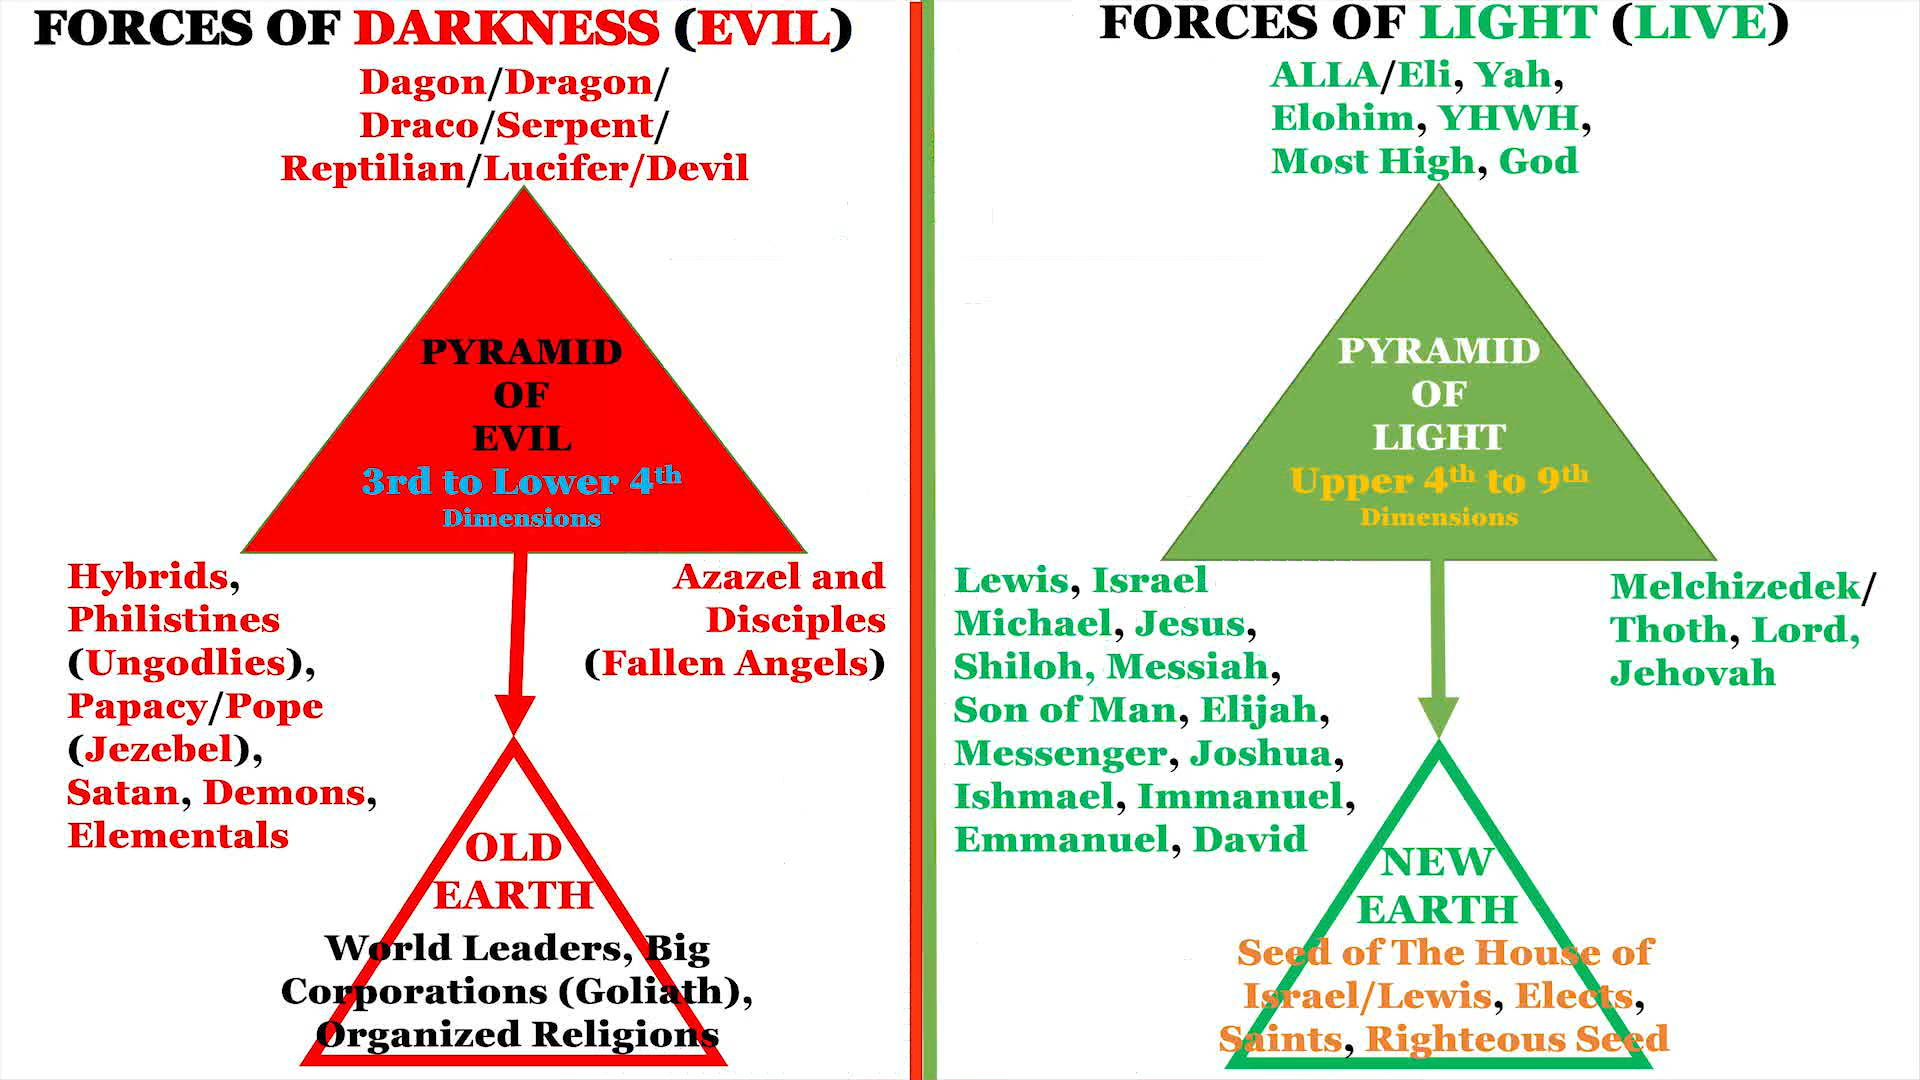 FORCES OF DARKNESS (EVIL)
Dagon/Dragon/
Draco/Serpent/
Reptilian/Lucifer/Devil
PYRAMID
OF
EVIL
3rd to Lower 4th
Dimensions
Hybrids,
Philistines
(Ungodlies),
Papacy/Pope
(Jezebel),
Satan, Demons,
Elementals
Azazel and
Disciples
(Fallen Angels)
OLD
EARTH
World Leaders, Big
Corporations (Goliath),
Organized Religions
FORCES OF LIGHT (LIVE)
ALLA/Eli, Yah,
Elohim, YHWH,
Most High, God
PYRAMID
OF
LIGHT
Upper 4th to 9th
Dimensions
Lewis, Israel
Michael, Jesus,
Shiloh, Messiah,
Son of Man, Elijah,
Messenger, Joshua,
Ishmael, Immanuel,
Emmanuel, David
Melchizedek/
Thoth, Lord,
Jehovah
NEW
EARTH
Seed of The House of
Israel/Lewis, Elects,
Saints, Righteous Seed